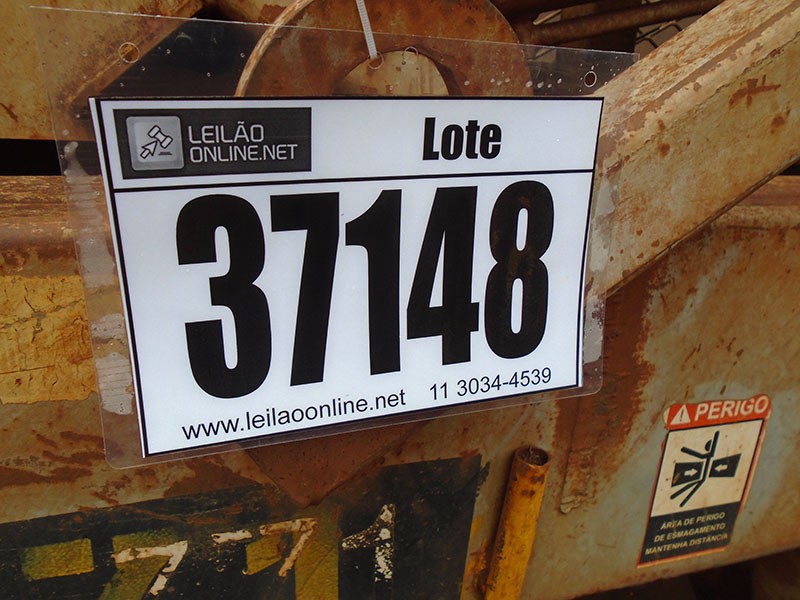 LEILÃO
ONLINE.NET
Lote
37148
www.leilaoonline.net 11 3034-4539
PERIGO
ÁREA DE PERIGO
DE ESMAGAMENTO
MANTENHA DISTÂNCIA